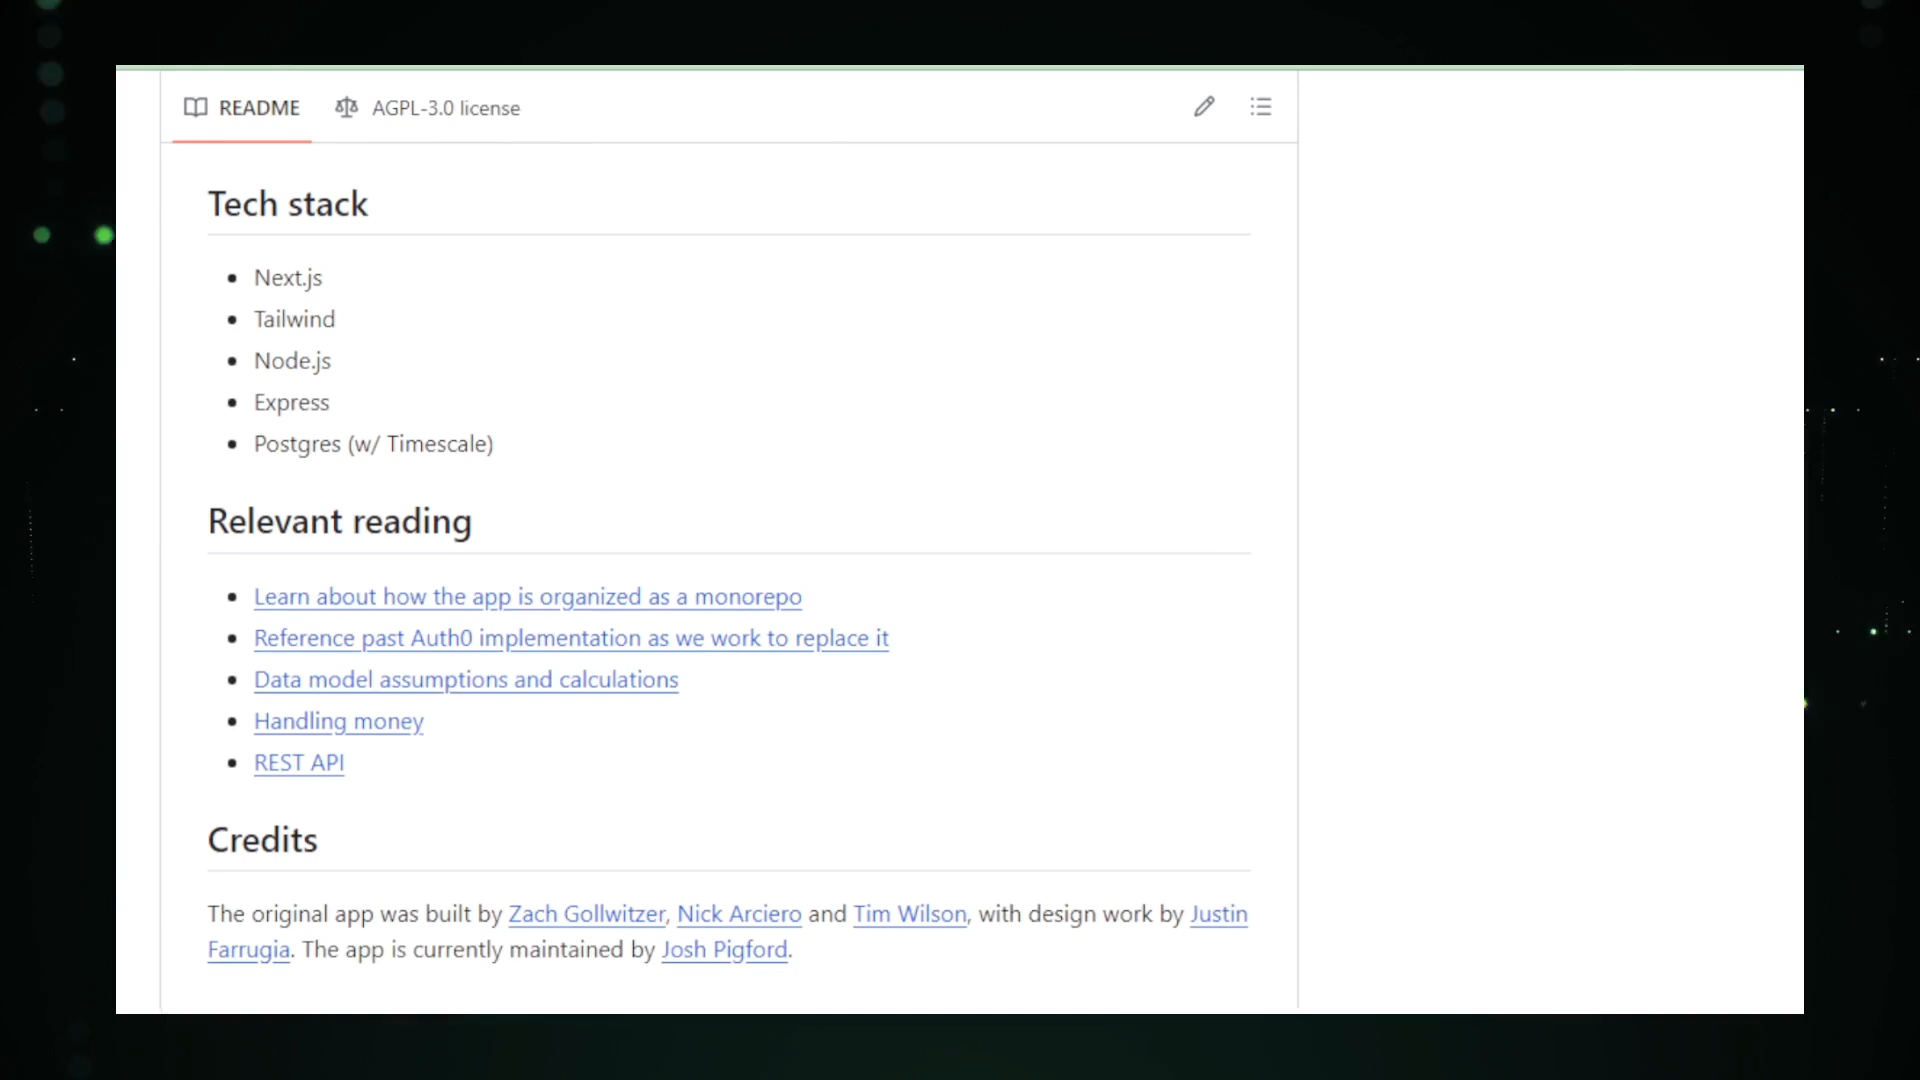 README AGPL-3.0 license
Tech stack
Next.js
Tailwind
Node.js
Express
Postgres (w/ Timescale)
Relevant reading
Learn about how the app is organized as a monorepo
Reference past Auth0 implementation as we work to replace it
Data model assumptions and calculations
Handling money
REST API
Credits
The original app was built by Zach Gollwitzer, Nick Arciero and Tim Wilson, with design work by Justin
Farrugia. The app is currently maintained by Josh Pigford.